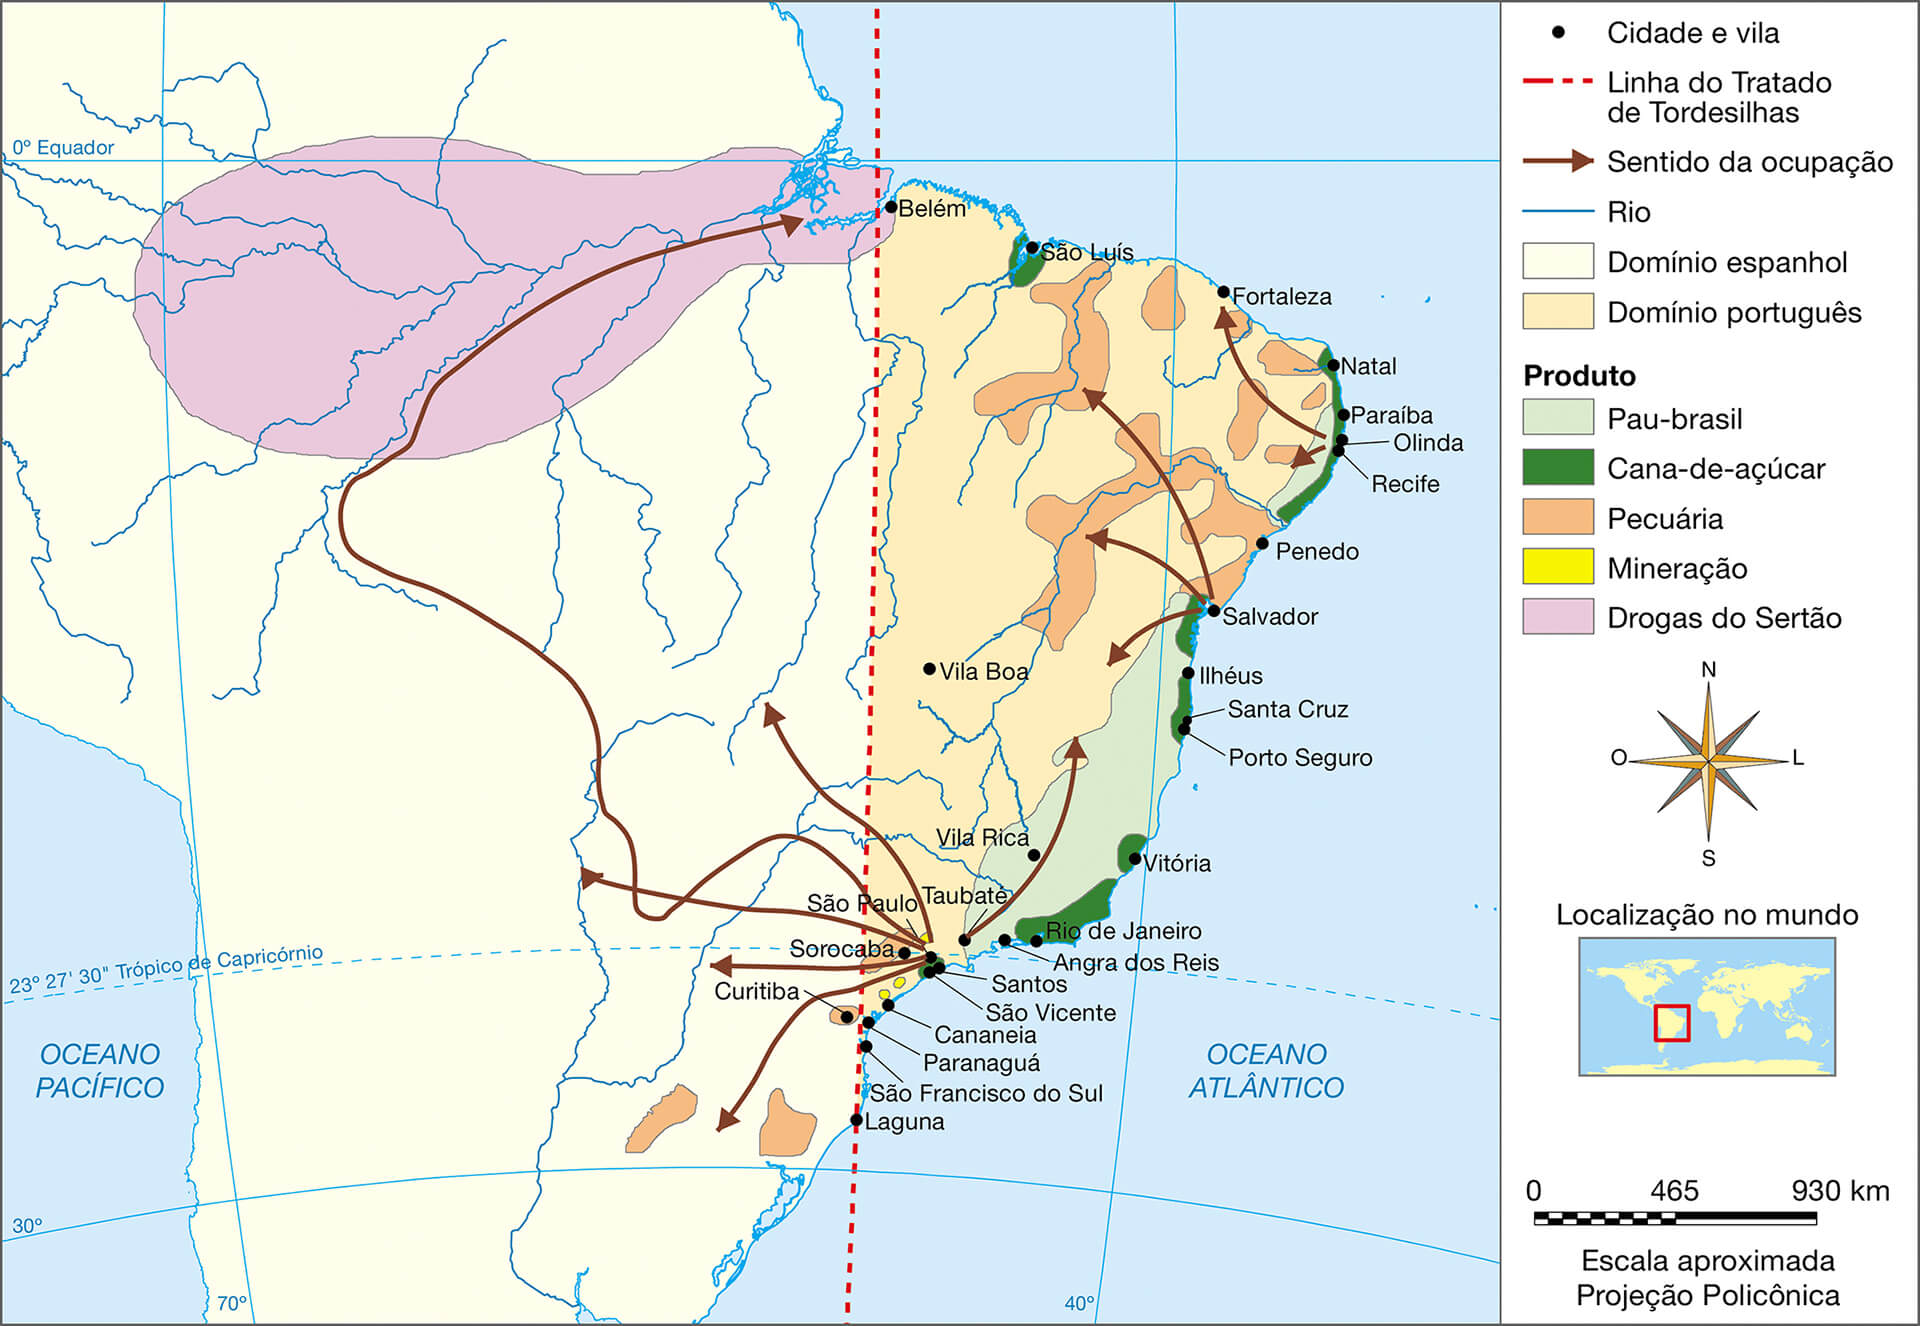 0º Equador
Belém
São Luís
Fortaleza
Natal
Paraíba
Olinda
Recife
Penedo
Salvador
Ilhéus
Santa Cruz
Porto Seguro
Vila Boa
Vila Rica
Vitória
São Paulo
Taubaté
Rio de Janeiro
Sorocaba
Angra dos Reis
Santos
Curitiba
São Vicente
Cananeia
Paranaguá
São Francisco do Sul
Laguna
23º 27' 30" Trópico de Capricórnio
OCEANO
PACÍFICO
OCEANO
ATLÂNTICO
30º
70º
40º
Cidade e vila
Linha do Tratado
de Tordesilhas
Sentido da ocupação
Rio
Domínio espanhol
Domínio português
Produto
Pau-brasil
Cana-de-açúcar
Pecuária
Mineração
Drogas do Sertão
N
O
L
S
Localização no mundo
0 465 930 km
Escala aproximada
Projeção Policônica